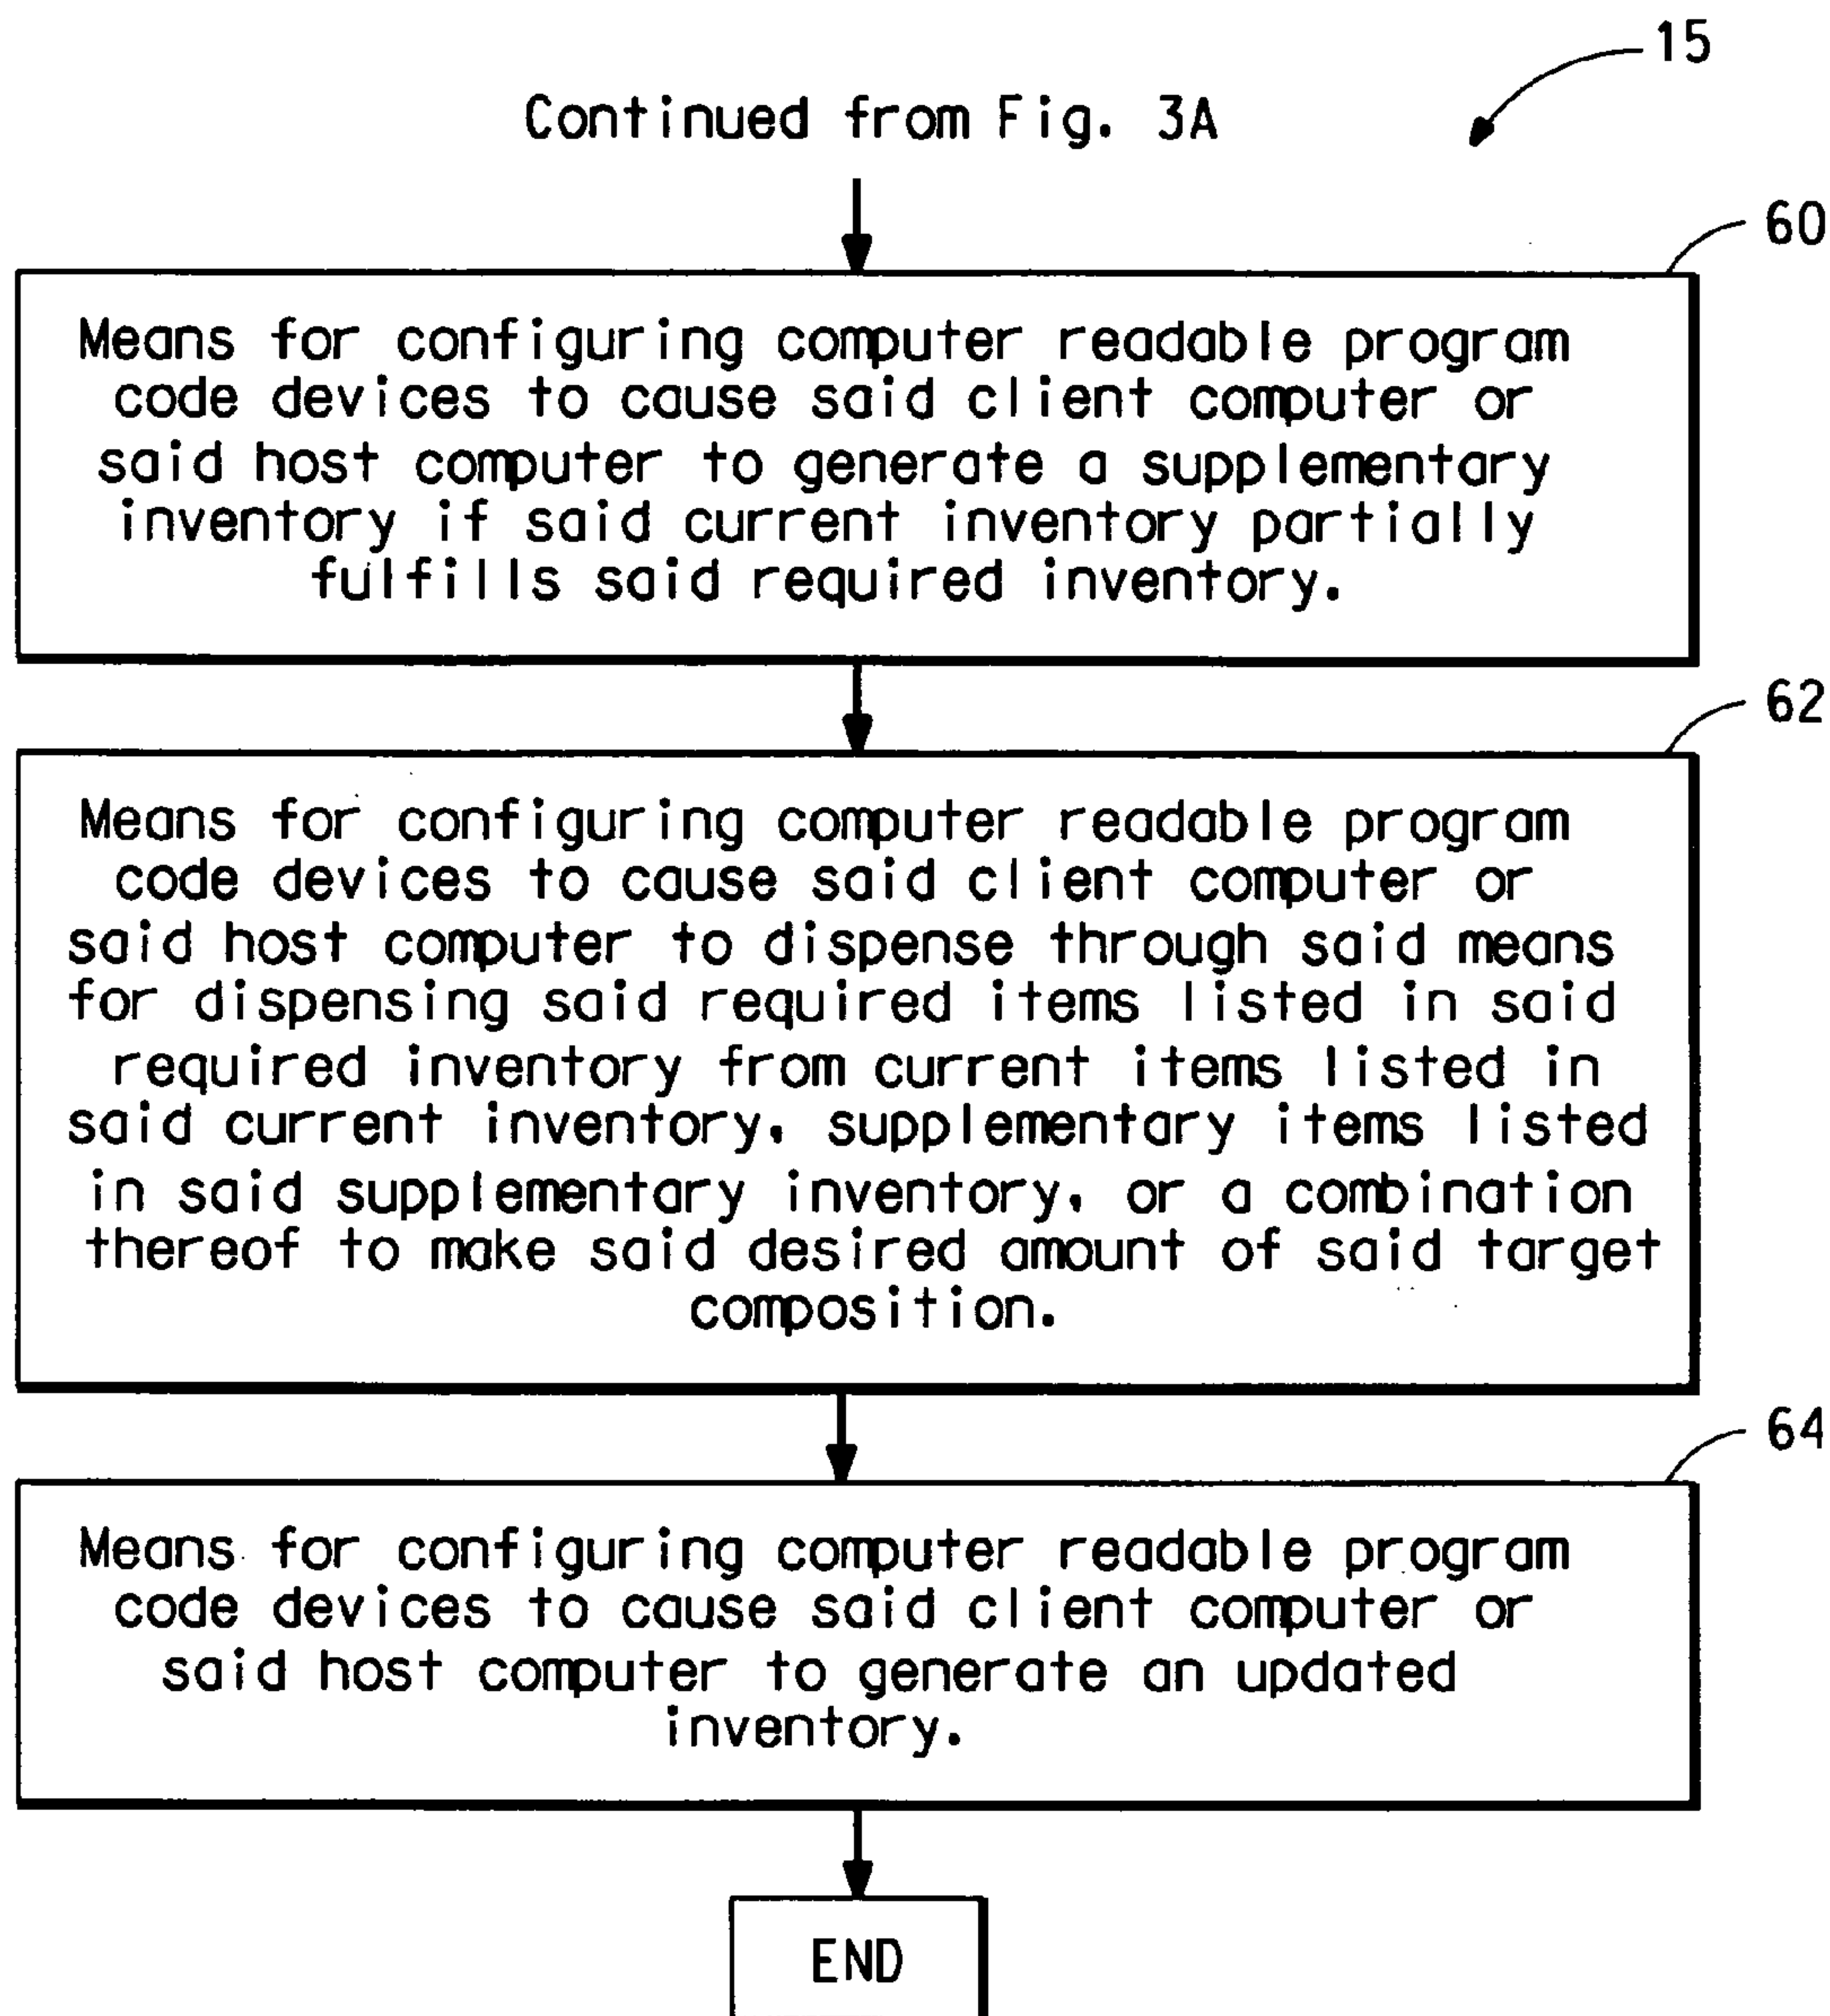 15
Continued from Fig. 3A
60
Means for configuring computer readable program
code devices to cause said client computer or
said host computer to generate a supplementary
inventory if said current inventory partially
fulfills said required inventory.
62
Means for configuring computer readable program
code devices to cause said client computer or
said host computer to dispense through said means
for dispensing said required items listed in said
required inventory from current items listed in
said current inventory, supplementary items listed
in said supplementary inventory, or a combination
thereof to make said desired amount of said target
composition.
64
Means for configuring computer readable program
code devices to cause said client computer or
said host computer to generate an updated
inventory.
END